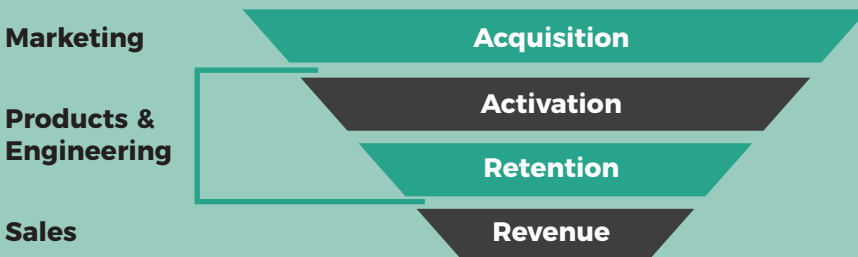 Marketing
Acquisition
Activation
Products &
Engineering
Retention
Sales
Revenue